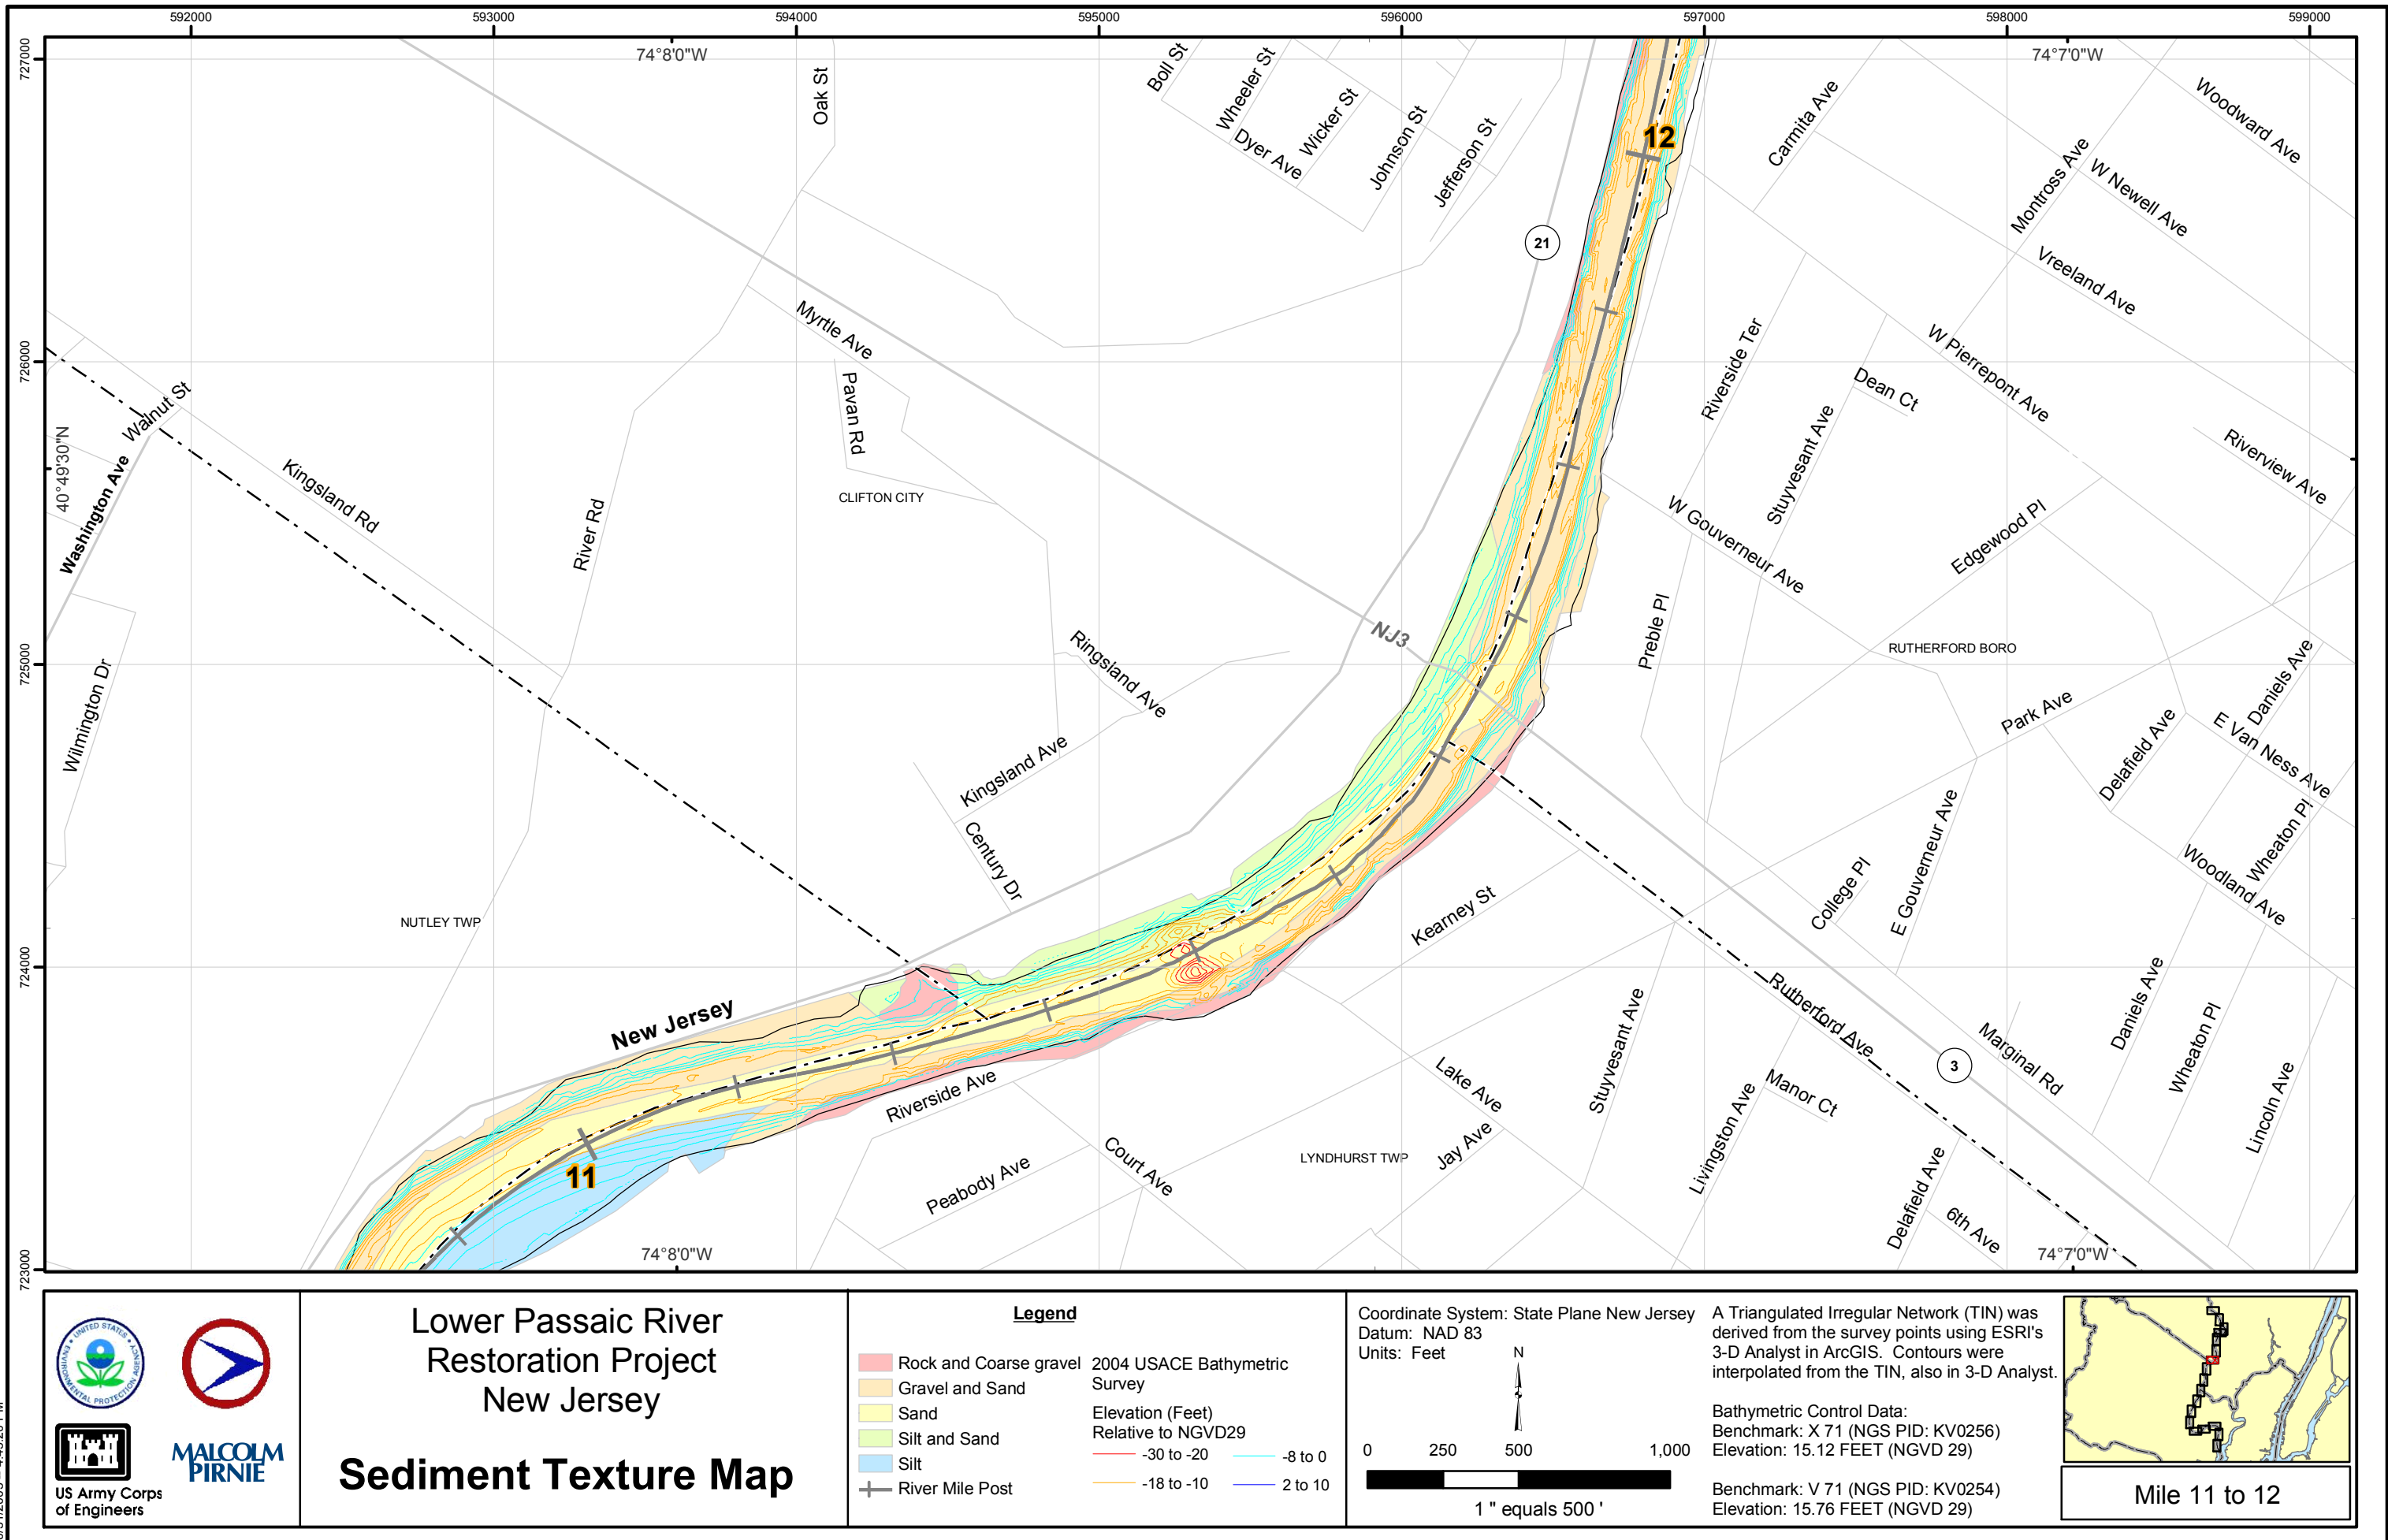 592000
593000
594000
595000
596000
597000
598000
599000
727000
726000
725000
724000
723000
74°8'0"W
74°7'0"W
40°49'30"N
Oak St
Boll St
Wheeler St
Dyer Ave
Wicker St
Johnson St
Jefferson St
12
Carmita Ave
Woodward Ave
Montross Ave
W Newell Ave
Vreeland Ave
21
Myrtle Ave
Pavan Rd
Riverside Ter
W Pierrepont Ave
Dean Ct
Stuyvesant Ave
Riverview Ave
Walnut St
Washington Ave
Kingsland Rd
River Rd
CLIFTON CITY
W Gouverneur Ave
Edgewood Pl
Preble Pl
RUTHERFORD BORO
NJ3
Ringsland Ave
Wilmington Dr
Kingsland Ave
Century Dr
Park Ave
Daniels Ave
Delafield Ave
E Van Ness Ave
Wheaton Pl
E Gouverneur Ave
College Pl
Woodland Ave
NUTLEY TWP
Kearney St
New Jersey
Rutherford Ave
Stuyvesant Ave
Daniels Ave
Marginal Rd
Wheaton Pl
3
Riverside Ave
Lake Ave
Manor Ct
Livingston Ave
Lincoln Ave
Jay Ave
Court Ave
LYNDHURST TWP
Peabody Ave
11
Delafield Ave
6th Ave
74°8'0"W
74°7'0"W
UNITED STATES
ENVIRONMENTAL PROTECTION AGENCY
US Army Corps
of Engineers
MALCOLM
PIRNIE
Lower Passaic River
Restoration Project
New Jersey
Sediment Texture Map
Legend
Rock and Coarse gravel
Gravel and Sand
Sand
Silt and Sand
Silt
River Mile Post
2004 USACE Bathymetric
Survey
Elevation (Feet)
Relative to NGVD29
-30 to -20
-8 to 0
-18 to -10
2 to 10
Coordinate System: State Plane New Jersey
Datum: NAD 83
Units: Feet
N
0 250 500 1,000
1 " equals 500 '
A Triangulated Irregular Network (TIN) was
derived from the survey points using ESRI's
3-D Analyst in ArcGIS. Contours were
interpolated from the TIN, also in 3-D Analyst.
Bathymetric Control Data:
Benchmark: X 71 (NGS PID: KV0256)
Elevation: 15.12 FEET (NGVD 29)
Benchmark: V 71 (NGS PID: KV0254)
Elevation: 15.76 FEET (NGVD 29)
Mile 11 to 12